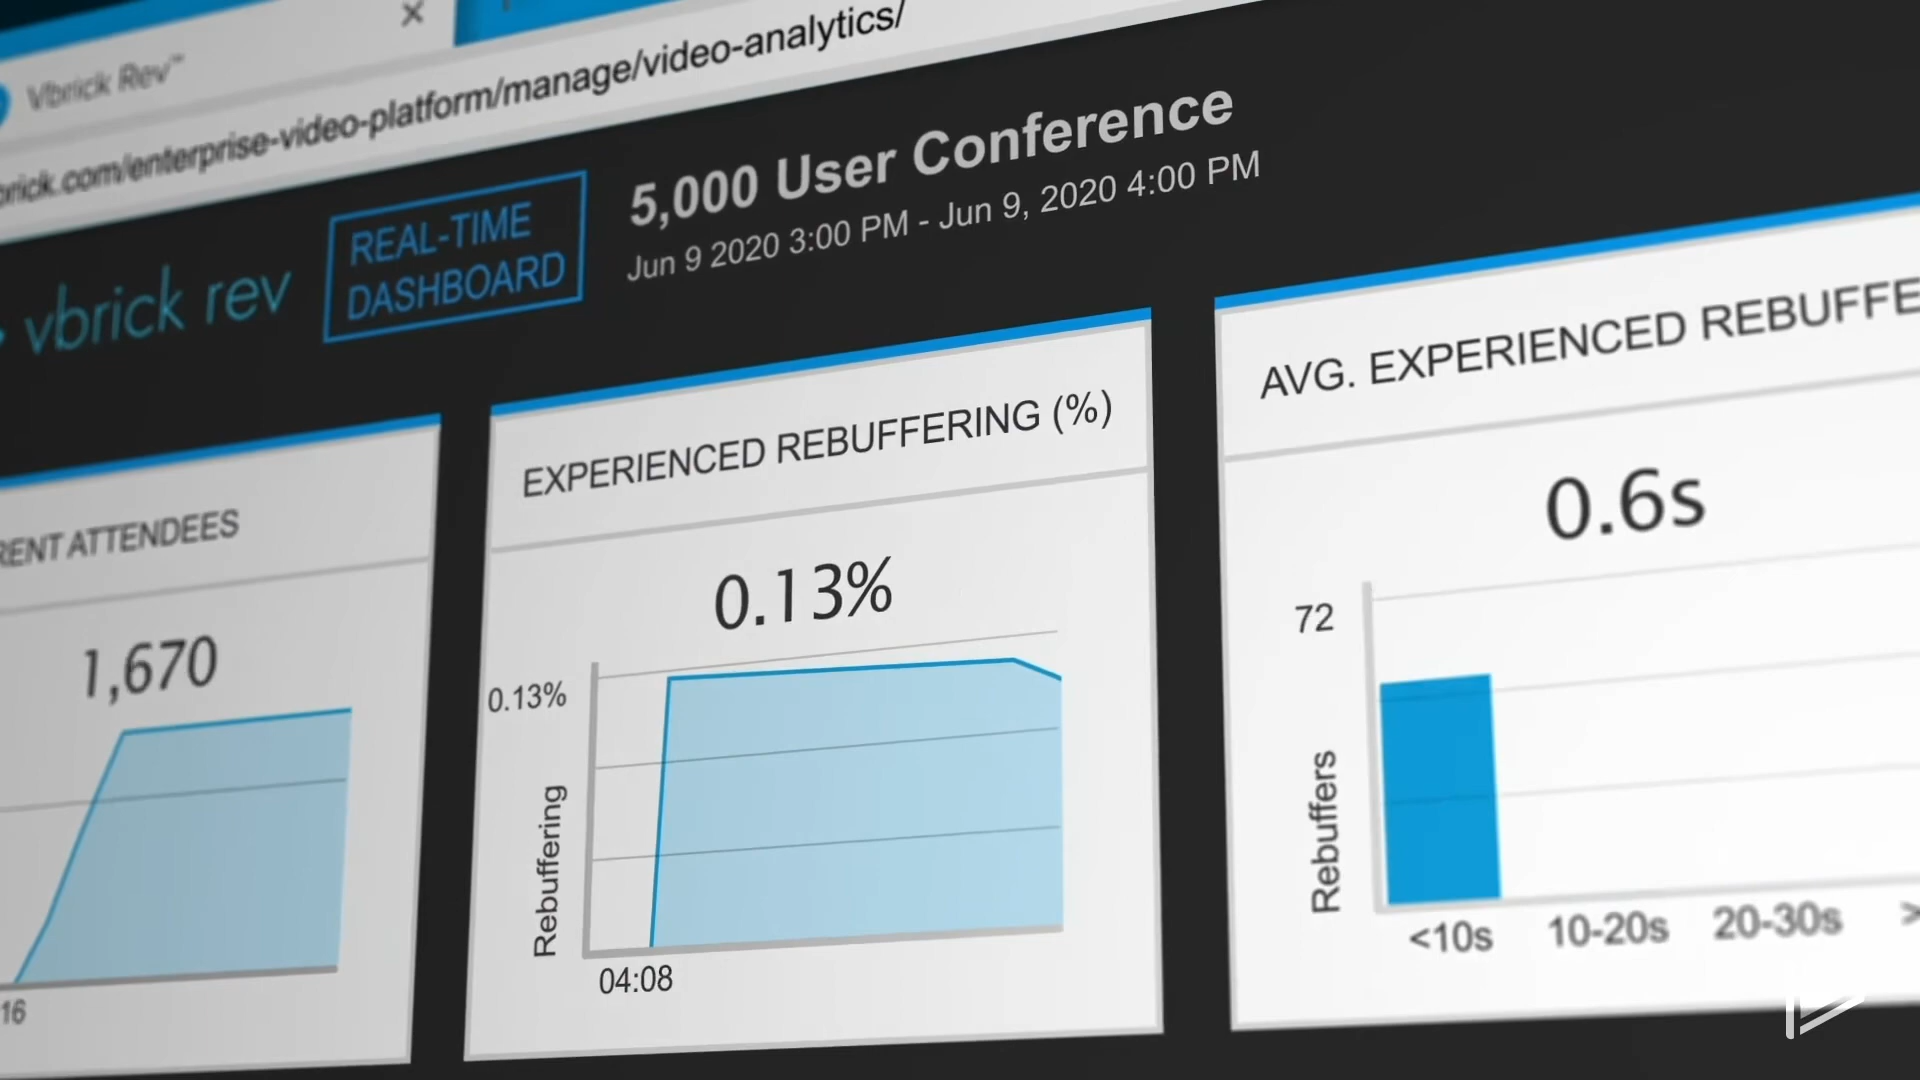 Vbrick Rev™
brick.com/enterprise-video-platform/manage/video-analytics/
vbrick rev
REAL-TIME
DASHBOARD
5,000 User Conference
Jun 9 2020 3:00 PM - Jun 9, 2020 4:00 PM
RENT ATTENDEES
1,670
16
EXPERIENCED REBUFFERING (%)
0.13%
0.13%
Rebuffering
04:08
AVG. EXPERIENCED REBUFFE
0.6s
72
Rebuffers
<10s 10-20s 20-30s >